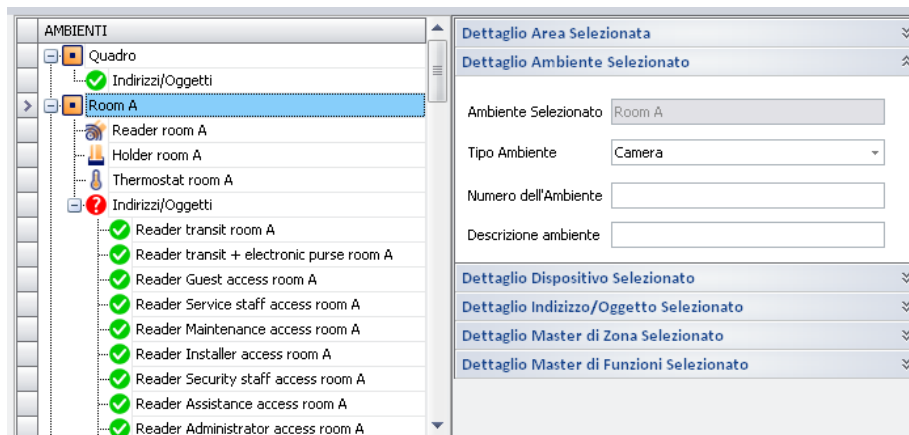 AMBIENTI
Quadro
Indirizzi/Oggetti
Room A
Reader room A
Holder room A
Thermostat room A
Indirizzi/Oggetti
Reader transit room A
Reader transit + electronic purse room A
Reader Guest access room A
Reader Service staff access room A
Reader Maintenance access room A
Reader Installer access room A
Reader Security staff access room A
Reader Assistance access room A
Reader Administrator access room A
Dettaglio Area Selezionata
Dettaglio Ambiente Selezionato
Ambiente Selezionato Room A
Tipo Ambiente Camera
Numero dell'Ambiente
Descrizione ambiente
Dettaglio Dispositivo Selezionato
Dettaglio Indizizzo/Oggetto Selezionato
Dettaglio Master di Zona Selezionato
Dettaglio Master di Funzioni Selezionato